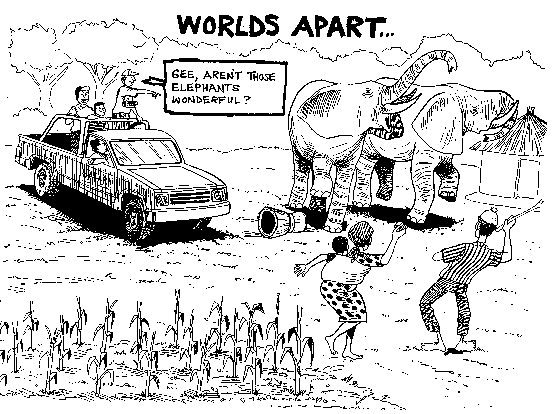 WORLDS APART...
GEE, AREN'T THOSE
ELEPHANTS
WONDERFUL?